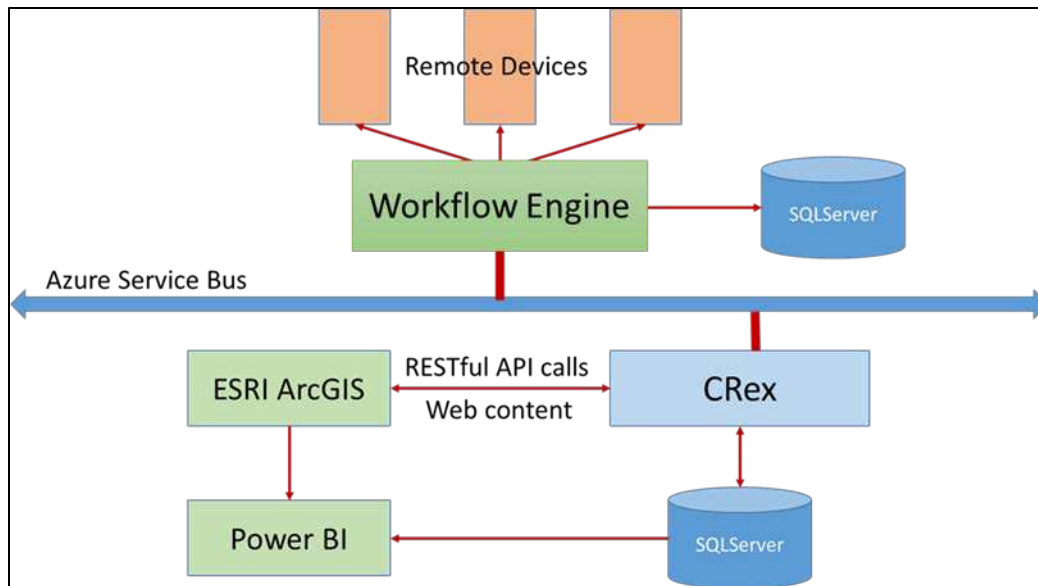 Remote Devices
Workflow Engine
SQLServer
Azure Service Bus
RESTful API calls
ESRI ArcGIS
CRex
Web content
Power BI
SQLServer